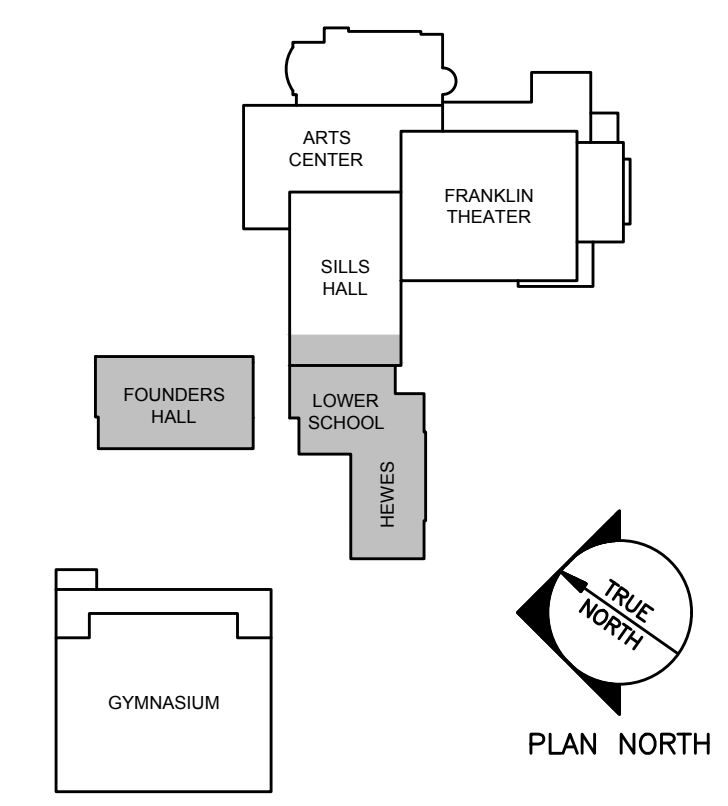 ARTS
CENTER
FRANKLIN
THEATER
SILLS
HALL
FOUNDERS
HALL
LOWER
SCHOOL
HEWES
GYMNASIUM
TRUE
NORTH
PLAN NORTH